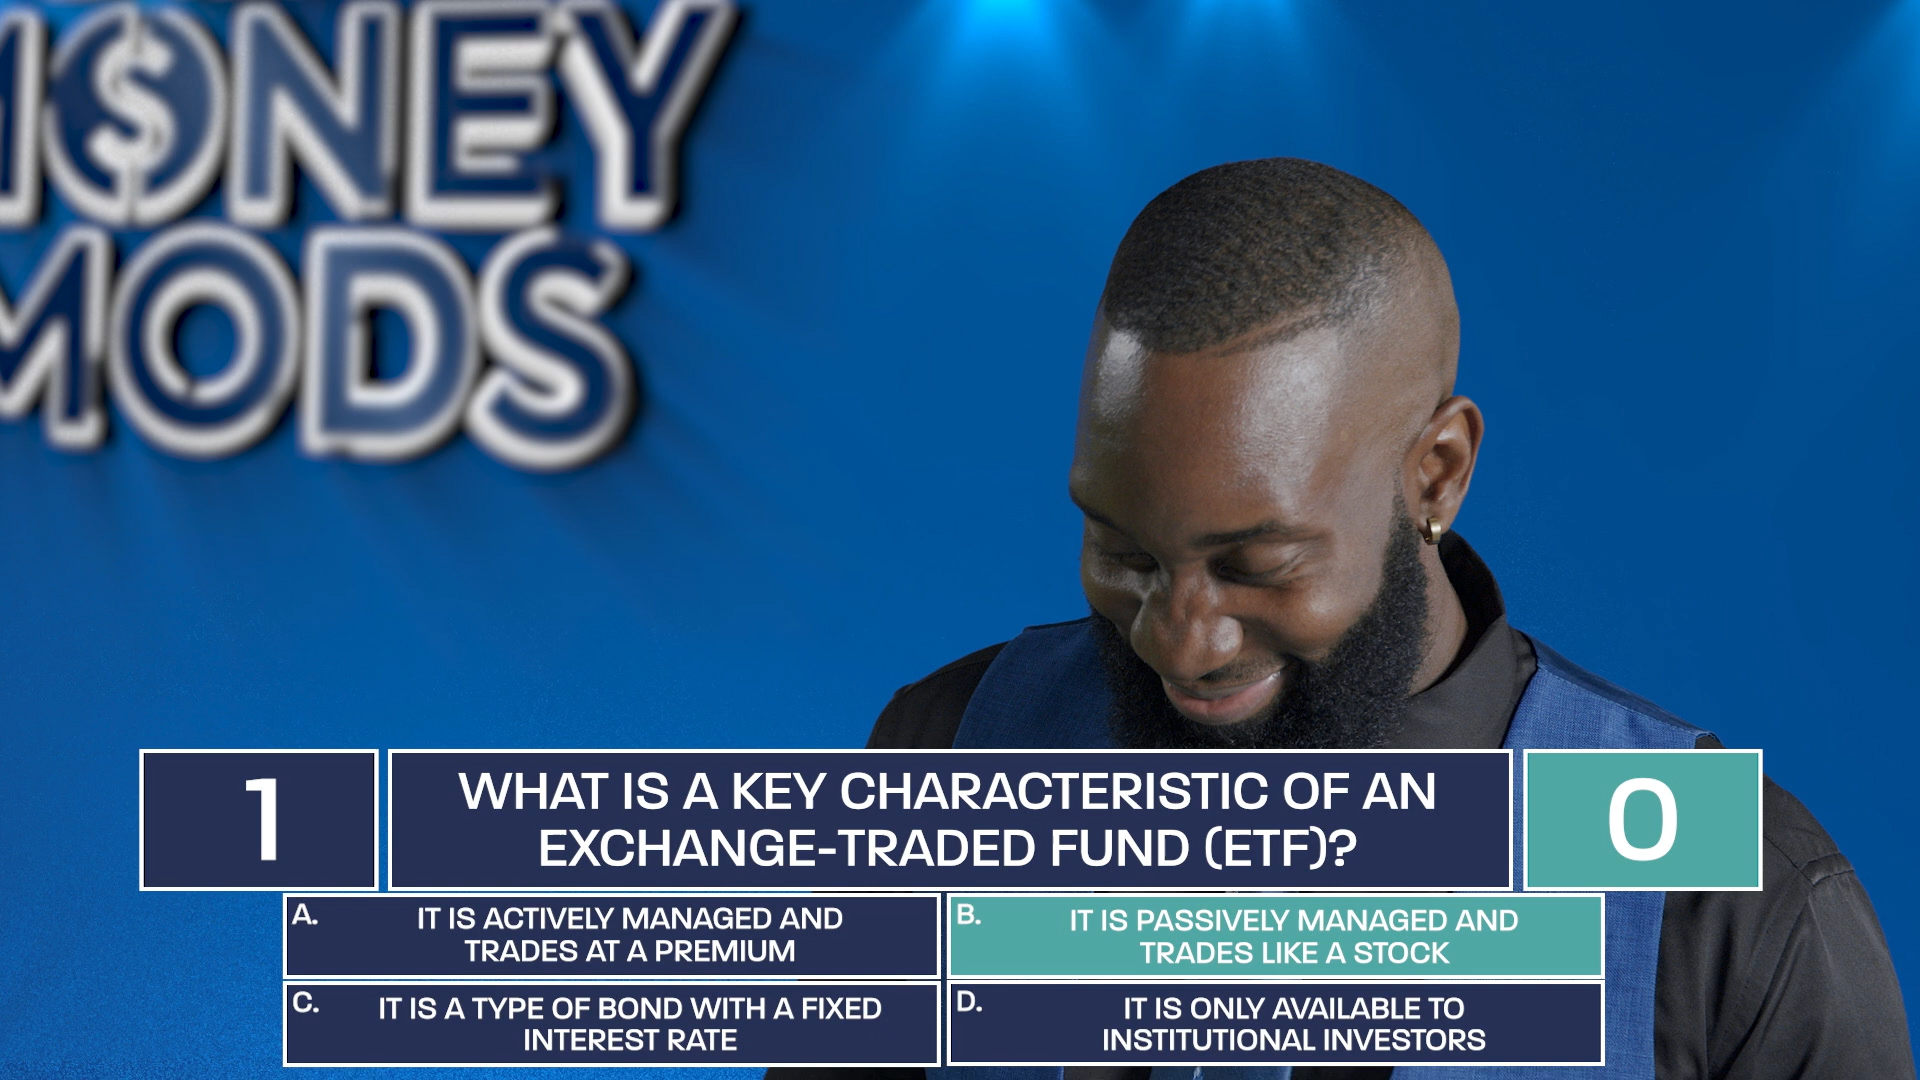 MONEY
MODS
1
WHAT IS A KEY CHARACTERISTIC OF AN
EXCHANGE-TRADED FUND (ETF)?
0
A.
IT IS ACTIVELY MANAGED AND
TRADES AT A PREMIUM
B.
IT IS PASSIVELY MANAGED AND
TRADES LIKE A STOCK
C.
IT IS A TYPE OF BOND WITH A FIXED
INTEREST RATE
D.
IT IS ONLY AVAILABLE TO
INSTITUTIONAL INVESTORS